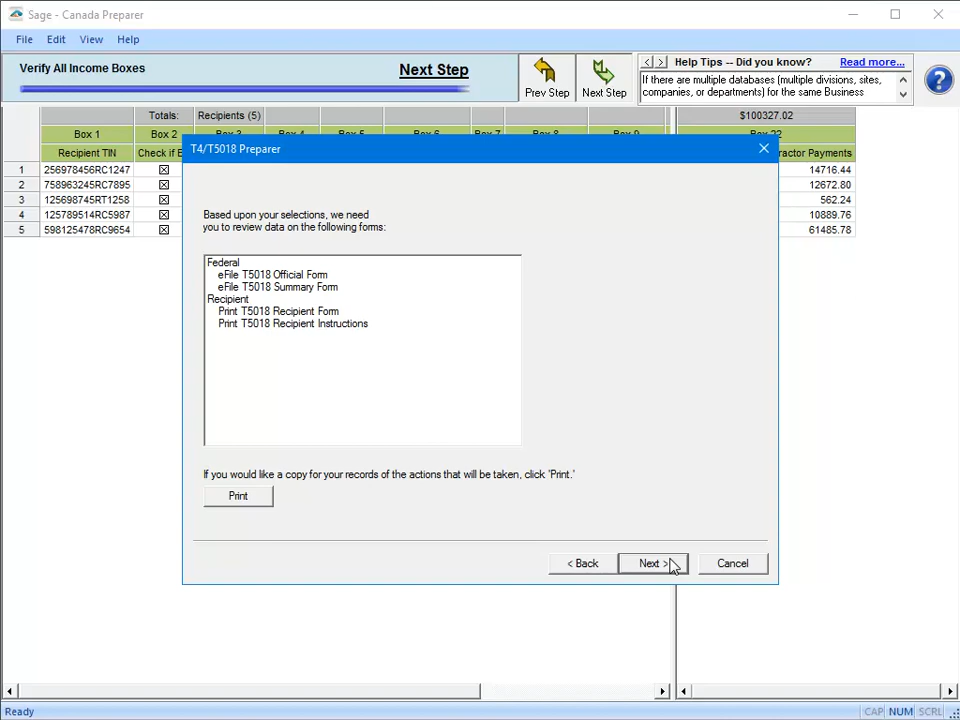 Sage - Canada Preparer
File Edit View Help
Verify All Income Boxes
Next Step
Prev Step
Next Step
Help Tips -- Did you know?
Read more...
If there are multiple databases (multiple divisions, sites,
companies, or departments) for the same Business
?
Totals: Recipients (5) $100327.02
Box 1 Box 2
Recipient TIN Check if E ractor Payments
1 256978456RC1247 14716.44
2 758963245RC7895 12672.80
3 125698745RT1258 562.24
4 125789514RC5987 10889.76
5 598125478RC9654 61485.78
T4/T5018 Preparer
Based upon your selections, we need
you to review data on the following forms:
Federal
eFile T5018 Official Form
eFile T5018 Summary Form
Recipient
Print T5018 Recipient Form
Print T5018 Recipient Instructions
If you would like a copy for your records of the actions that will be taken, click 'Print.'
Print
< Back Next > Cancel
Ready CAP NUM SCRL